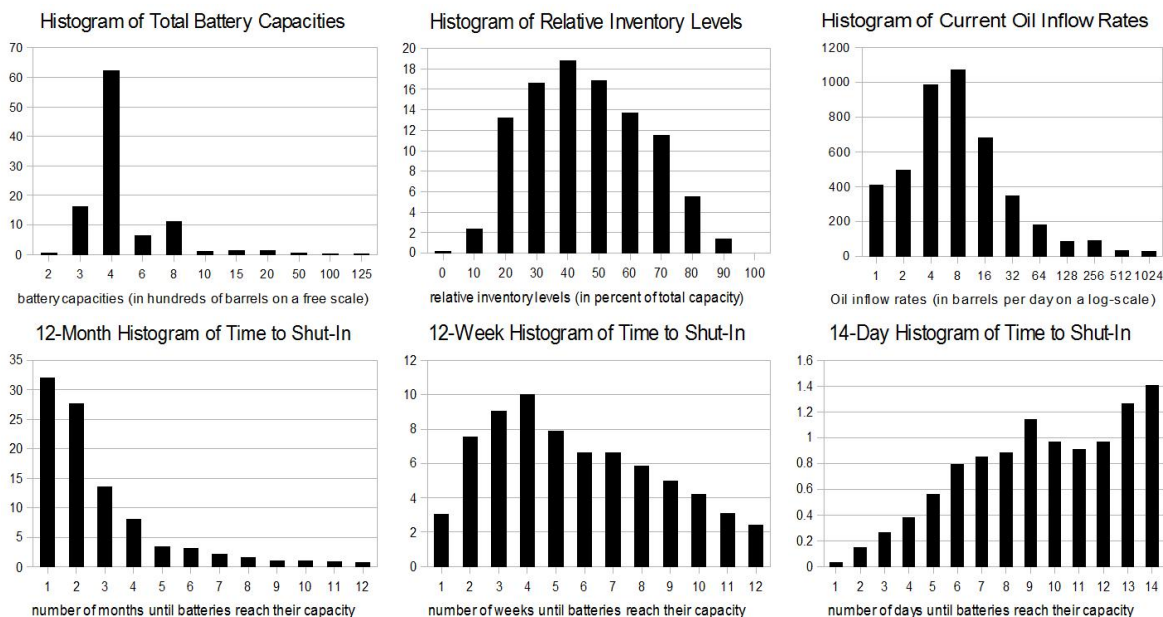 Histogram of Total Battery Capacities
70
60
50
40
30
20
10
0
2 3 4 6 8 10 15 20 50 100 125
battery capacities (in hundreds of barrels on a free scale)
Histogram of Relative Inventory Levels
20
18
16
14
12
10
8
6
4
2
0
0 10 20 30 40 50 60 70 80 90 100
relative inventory levels (in percent of total capacity)
Histogram of Current Oil Inflow Rates
1200
1000
800
600
400
200
0
1 2 4 8 16 32 64 128 256 512 1024
Oil inflow rates (in barrels per day on a log-scale)
12-Month Histogram of Time to Shut-In
35
30
25
20
15
10
5
0
1 2 3 4 5 6 7 8 9 10 11 12
number of months until batteries reach their capacity
12-Week Histogram of Time to Shut-In
12
10
8
6
4
2
0
1 2 3 4 5 6 7 8 9 10 11 12
number of weeks until batteries reach their capacity
14-Day Histogram of Time to Shut-In
1.6
1.4
1.2
1
0.8
0.6
0.4
0.2
0
1 2 3 4 5 6 7 8 9 10 11 12 13 14
number of days until batteries reach their capacity